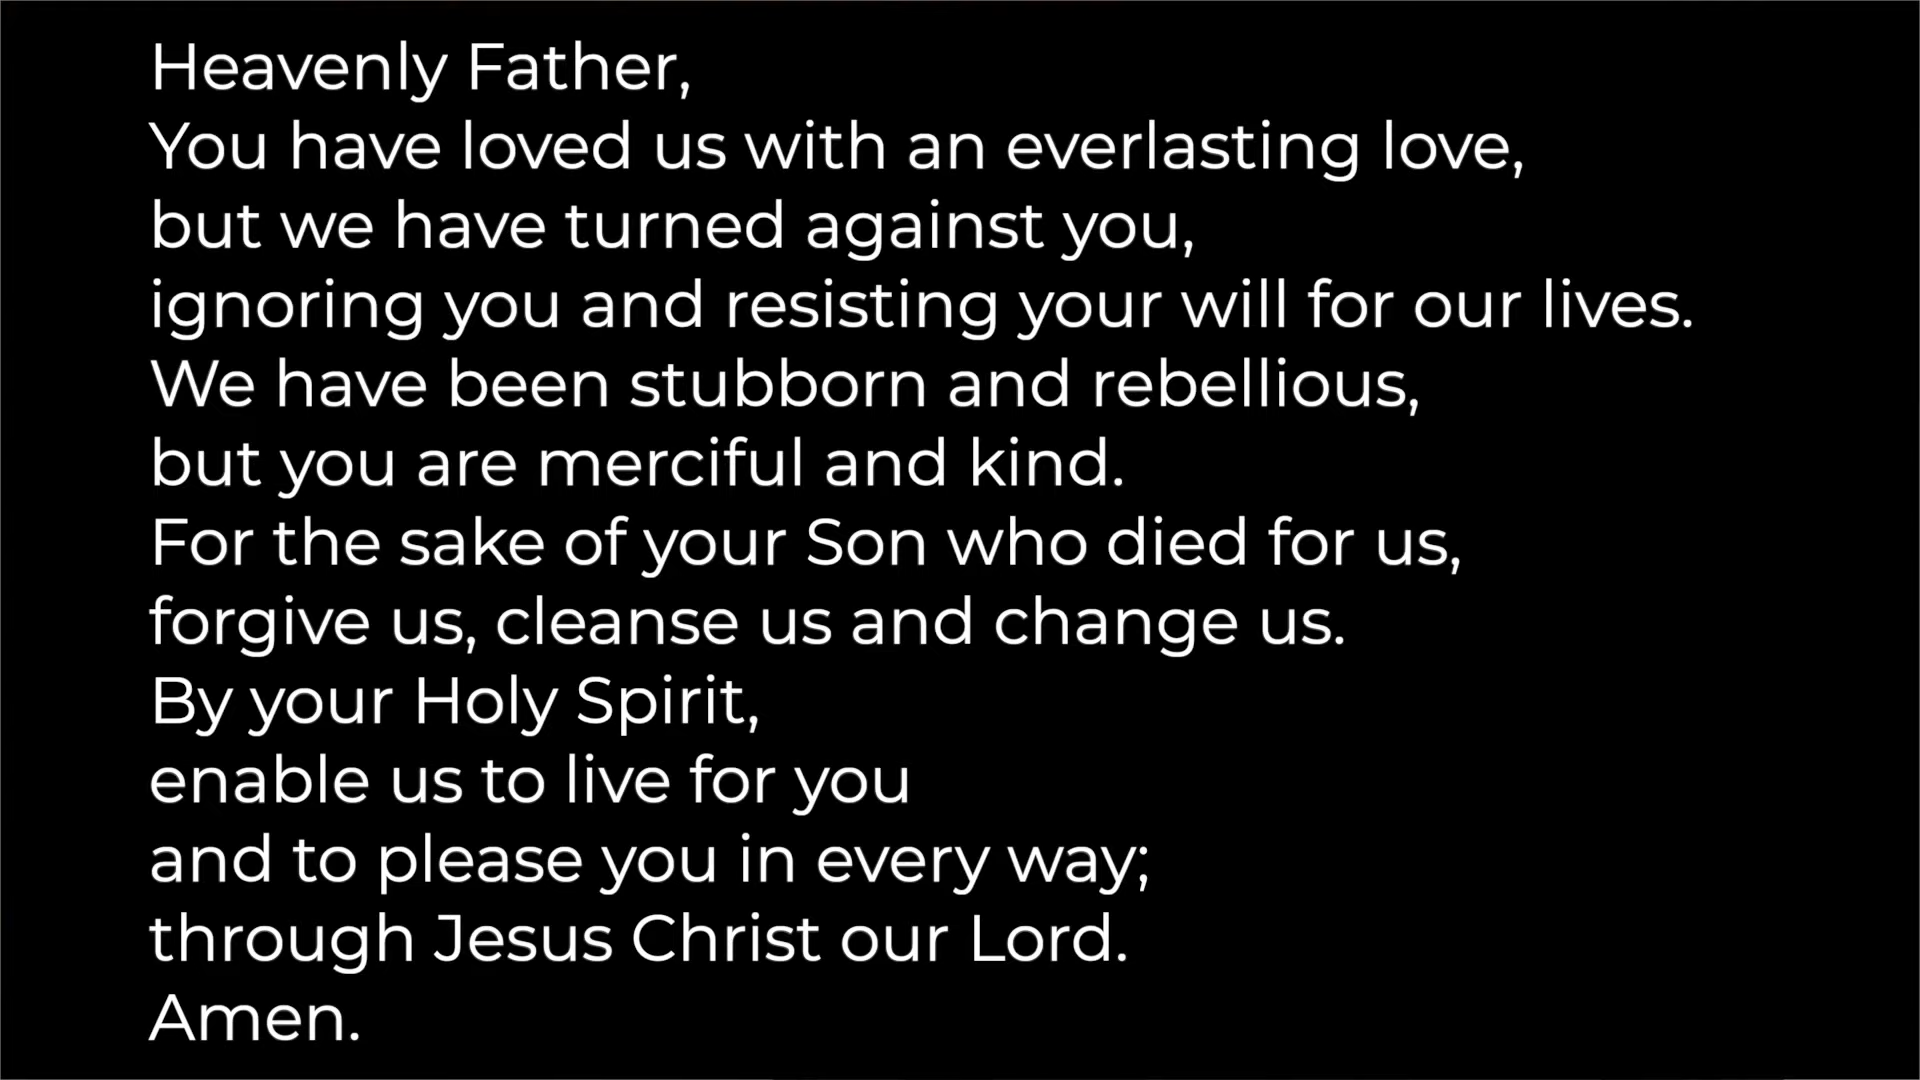 Heavenly Father,
You have loved us with an everlasting love,
but we have turned against you,
ignoring you and resisting your will for our lives.
We have been stubborn and rebellious,
but you are merciful and kind.
For the sake of your Son who died for us,
forgive us, cleanse us and change us.
By your Holy Spirit,
enable us to live for you
and to please you in every way;
through Jesus Christ our Lord.
Amen.